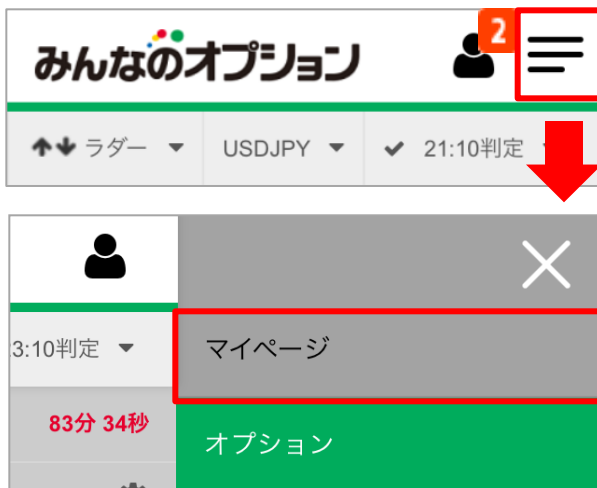 みんなのオプション
2
ラダー
USDJPY
21:10判定
3:10判定
マイページ
83分 34秒
オプション